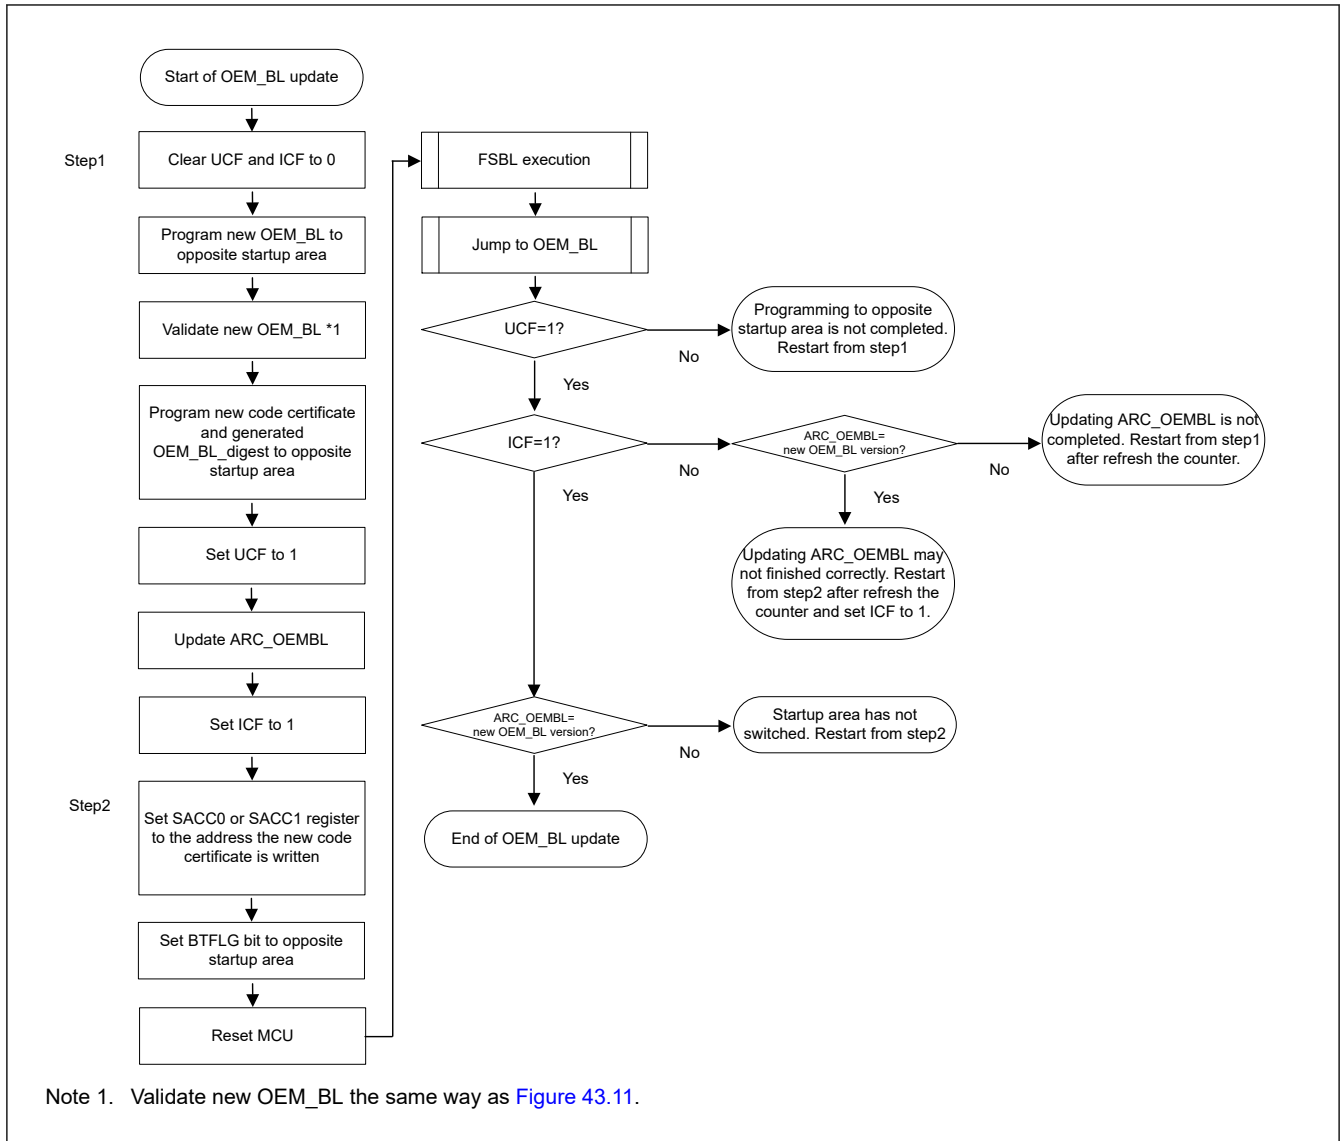 Start of OEM_BL update
Step1
Clear UCF and ICF to 0
Program new OEM_BL to
opposite startup area
Validate new OEM_BL *1
Program new code certificate
and generated
OEM_BL_digest to opposite
startup area
Set UCF to 1
Update ARC_OEMBL
Set ICF to 1
Step2
Set SACC0 or SACC1 register
to the address the new code
certificate is written
Set BTFLG bit to opposite
startup area
Reset MCU
FSBL execution
Jump to OEM_BL
UCF=1?
No
Programming to opposite
startup area is not completed.
Restart from step1
Yes
ICF=1?
No
ARC_OEMBL=
new OEM_BL version?
No
Updating ARC_OEMBL is not
completed. Restart from step1
after refresh the counter.
Yes
Updating ARC_OEMBL may
not finished correctly. Restart
from step2 after refresh the
counter and set ICF to 1.
Yes
ARC_OEMBL=
new OEM_BL version?
No
Startup area has not
switched. Restart from step2
Yes
End of OEM_BL update
Note 1. Validate new OEM_BL the same way as Figure 43.11.